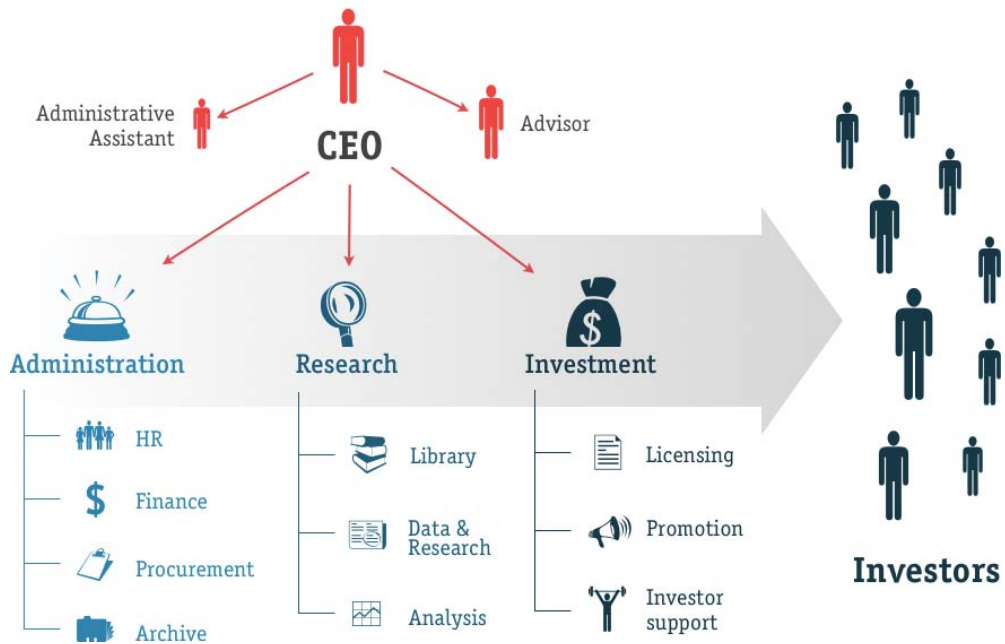 Administrative
Assistant
CEO
Advisor
Administration
HR
$
Finance
Procurement
Archive
Research
Library
Data &
Research
Analysis
$
Investment
Licensing
Promotion
Investor
support
Investors